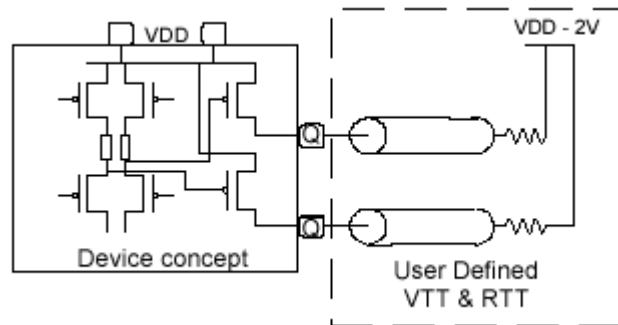 VDD
VDD - 2V
Q
Q
Device concept
User Defined
VTT & RTT